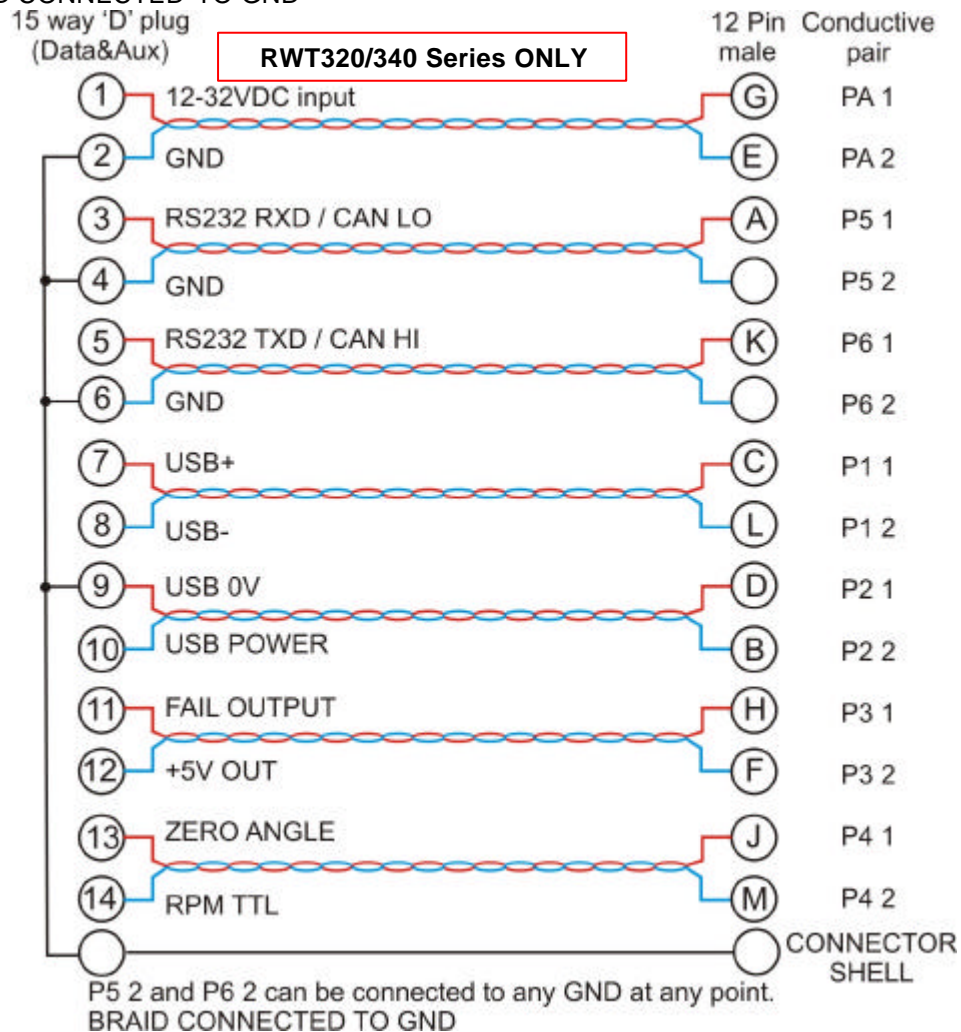 15 way 'D' plug
(Data&Aux)
RWT320/340 Series ONLY
12 Pin
male
Conductive
pair
1 12-32VDC input G PA 1
2 GND E PA 2
3 RS232 RXD / CAN LO A P5 1
4 GND P5 2
5 RS232 TXD / CAN HI K P6 1
6 GND P6 2
7 USB+ C P1 1
8 USB- L P1 2
9 USB 0V D P2 1
10 USB POWER B P2 2
11 FAIL OUTPUT H P3 1
12 +5V OUT F P3 2
13 ZERO ANGLE J P4 1
14 RPM TTL M P4 2
CONNECTOR
SHELL
P5 2 and P6 2 can be connected to any GND at any point.
BRAID CONNECTED TO GND